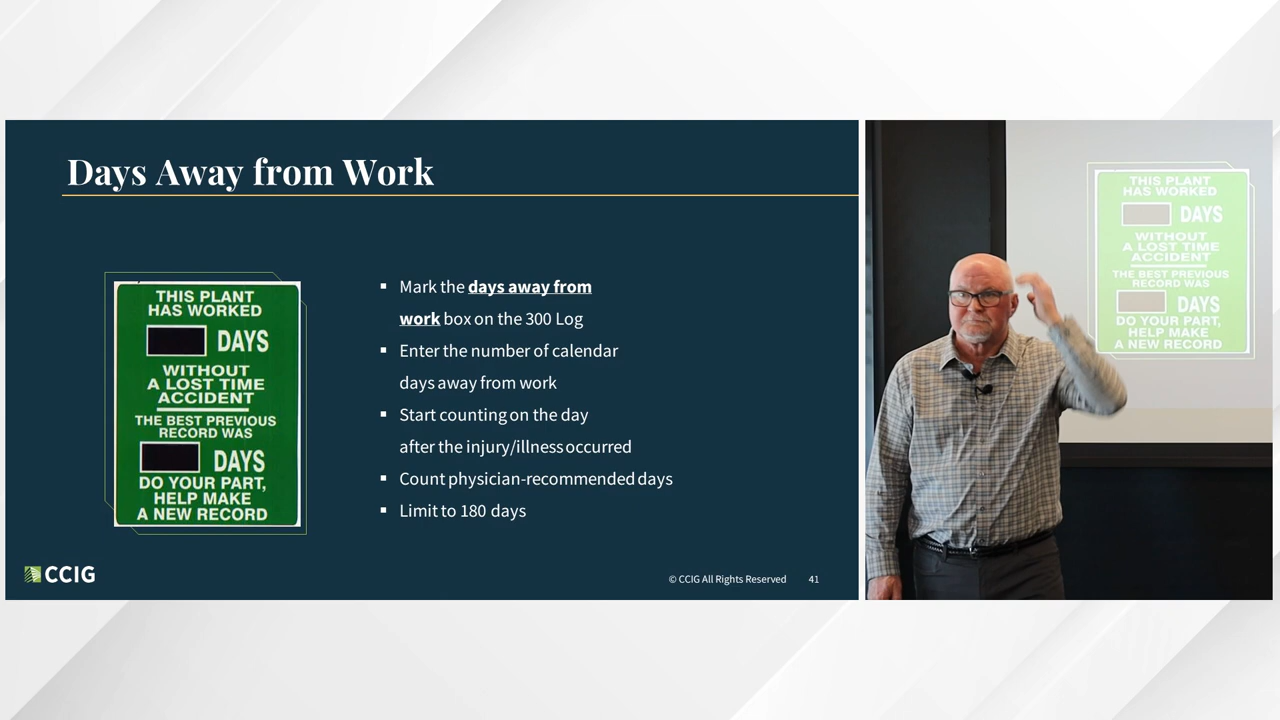 Days Away from Work
THIS PLANT
HAS WORKED
DAYS
WITHOUT
A LOST TIME
ACCIDENT
THE BEST PREVIOUS
RECORD WAS
DAYS
DO YOUR PART,
HELP MAKE
A NEW RECORD
▪ Mark the days away from
work box on the 300 Log
▪ Enter the number of calendar
days away from work
▪ Start counting on the day
after the injury/illness occurred
▪ Count physician-recommended days
▪ Limit to 180 days
CCIG
© CCIG All Rights Reserved 41
THIS PLANT
HAS WORKED
DAYS
WITHOUT
A LOST TIME
ACCIDENT
THE BEST PREVIOUS
RECORD WAS
DAYS
DO YOUR PART,
HELP MAKE
A NEW RECORD